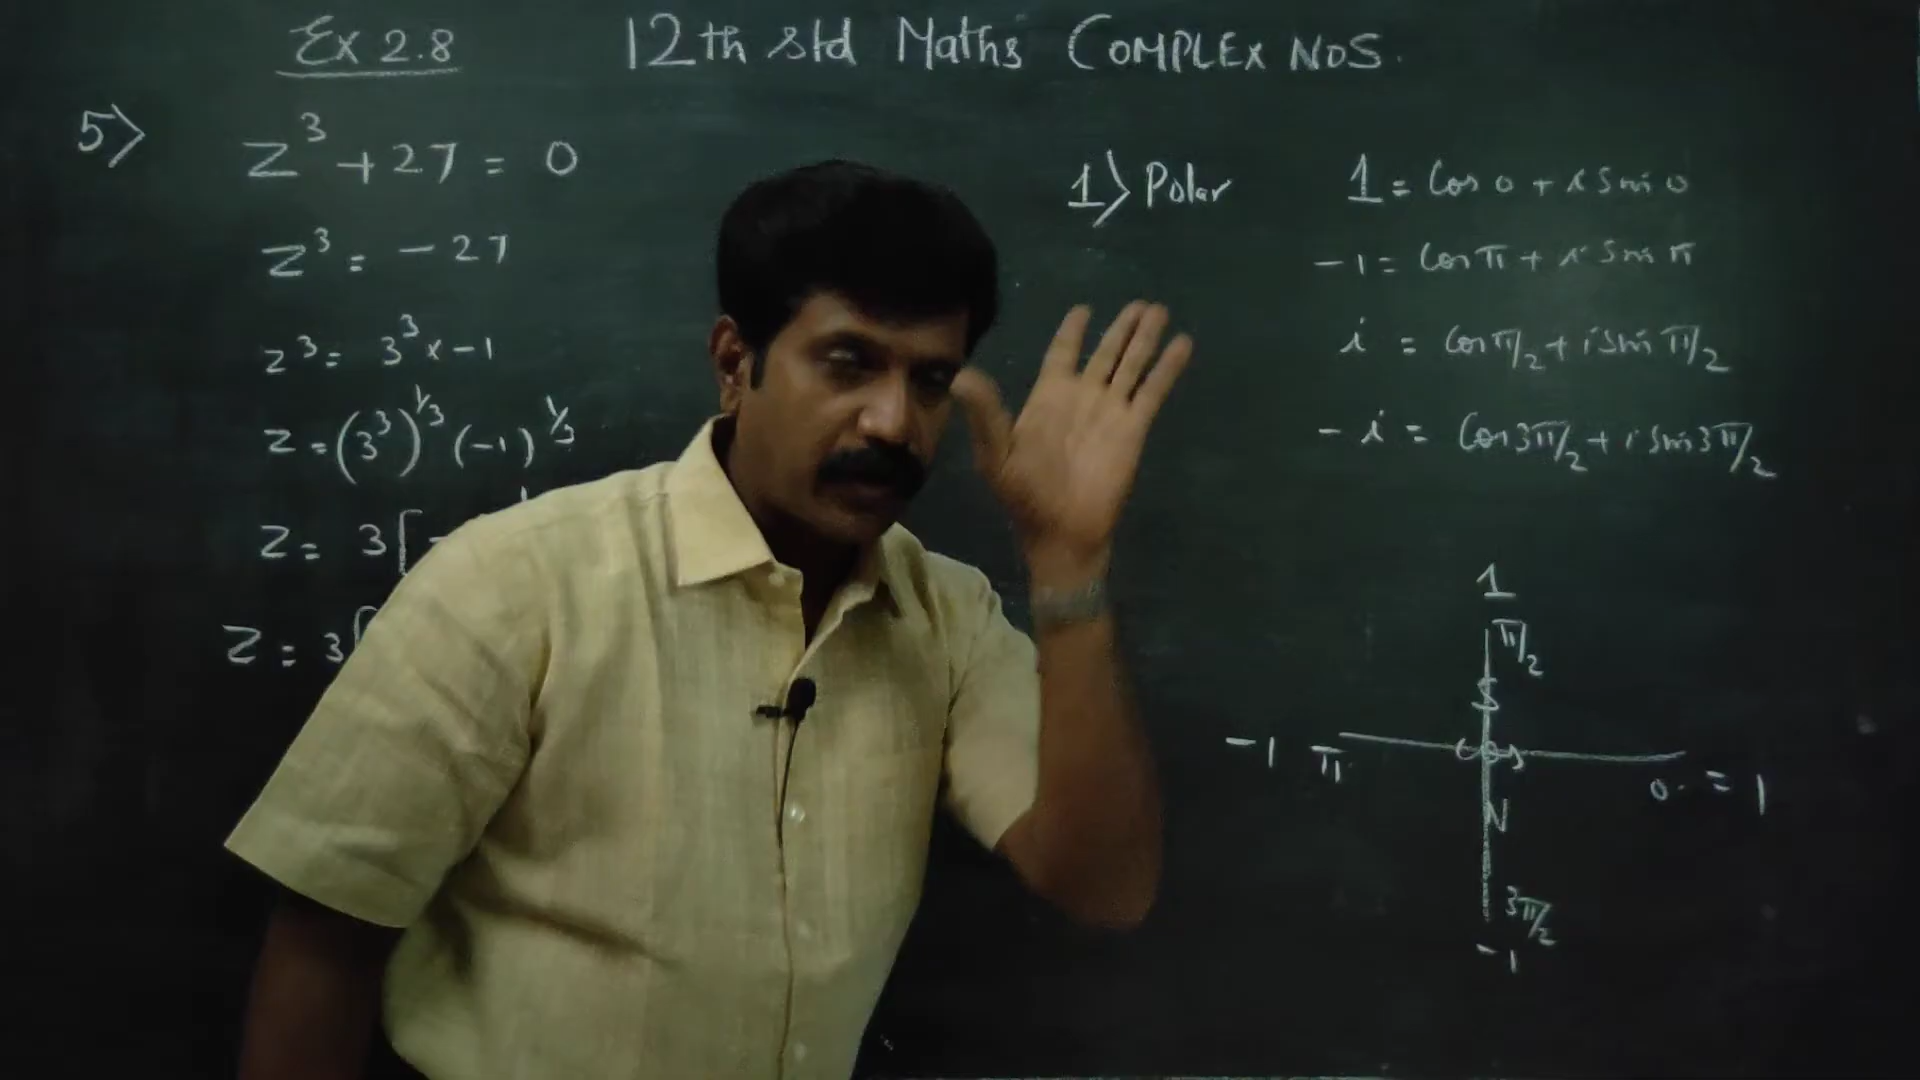 Ex 2.8
12th std Maths COMPLEX NOS.
5) z³ + 27 = 0
z³ = - 27
z³ = 3³ x -1
z = (3³)^1/3 (-1)^1/3
z = 3[-
z = 3[
1) Polar
1 = Cos 0 + i Sin 0
-1 = Cos π + i Sin π
i = Cos π/2 + i Sin π/2
- i = Cos 3π/2 + i Sin 3π/2
1
π/2
S
-1 π
Cos
0 = 1
N
3π/2
-1